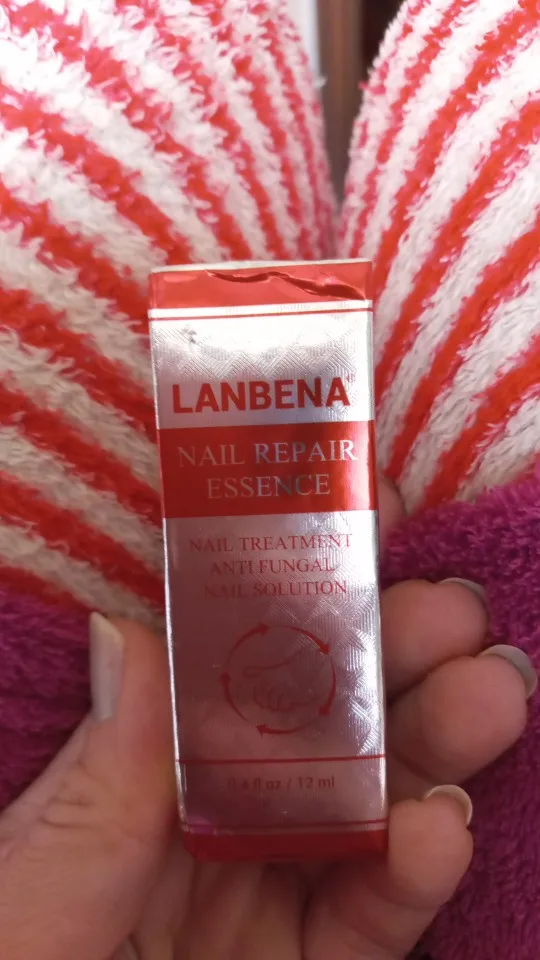 LANBENA®
NAIL REPAIR
ESSENCE
NAIL TREATMENT
ANTI FUNGAL
NAIL SOLUTION
0.4 fl oz / 12 ml